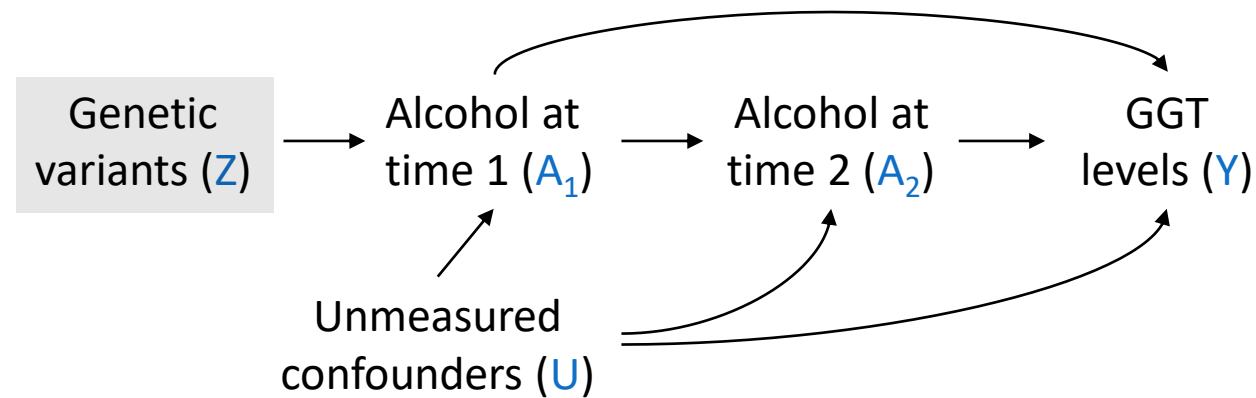 Genetic
variants (Z)
Alcohol at
time 1 (A₁)
Alcohol at
time 2 (A₂)
GGT
levels (Y)
Unmeasured
confounders (U)